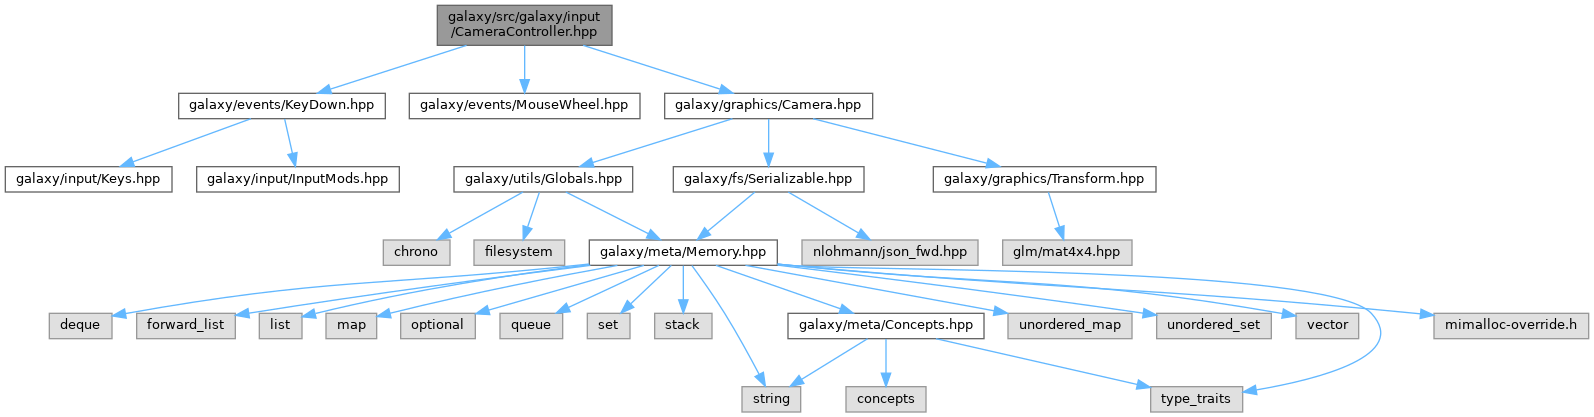 galaxy/src/galaxy/input
/CameraController.hpp
galaxy/events/KeyDown.hpp
galaxy/events/MouseWheel.hpp
galaxy/graphics/Camera.hpp
galaxy/input/Keys.hpp
galaxy/input/InputMods.hpp
galaxy/utils/Globals.hpp
galaxy/fs/Serializable.hpp
galaxy/graphics/Transform.hpp
chrono
filesystem
galaxy/meta/Memory.hpp
nlohmann/json_fwd.hpp
glm/mat4x4.hpp
deque
forward_list
list
map
optional
queue
set
stack
galaxy/meta/Concepts.hpp
unordered_map
unordered_set
vector
mimalloc-override.h
string
concepts
type_traits